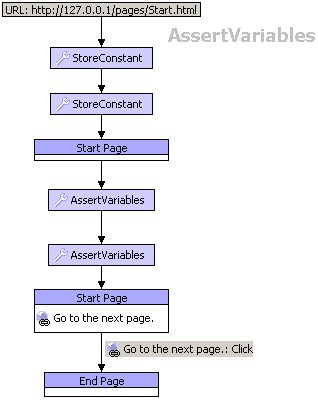 URL: http://127.0.0.1/pages/Start.html
AssertVariables
StoreConstant
StoreConstant
Start Page
AssertVariables
AssertVariables
Start Page
Go to the next page.
Go to the next page.: Click
End Page